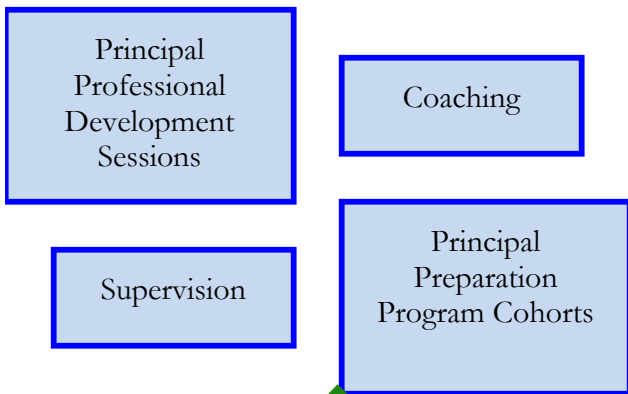 Principal
Professional
Development
Sessions
Coaching
Supervision
Principal
Preparation
Program Cohorts